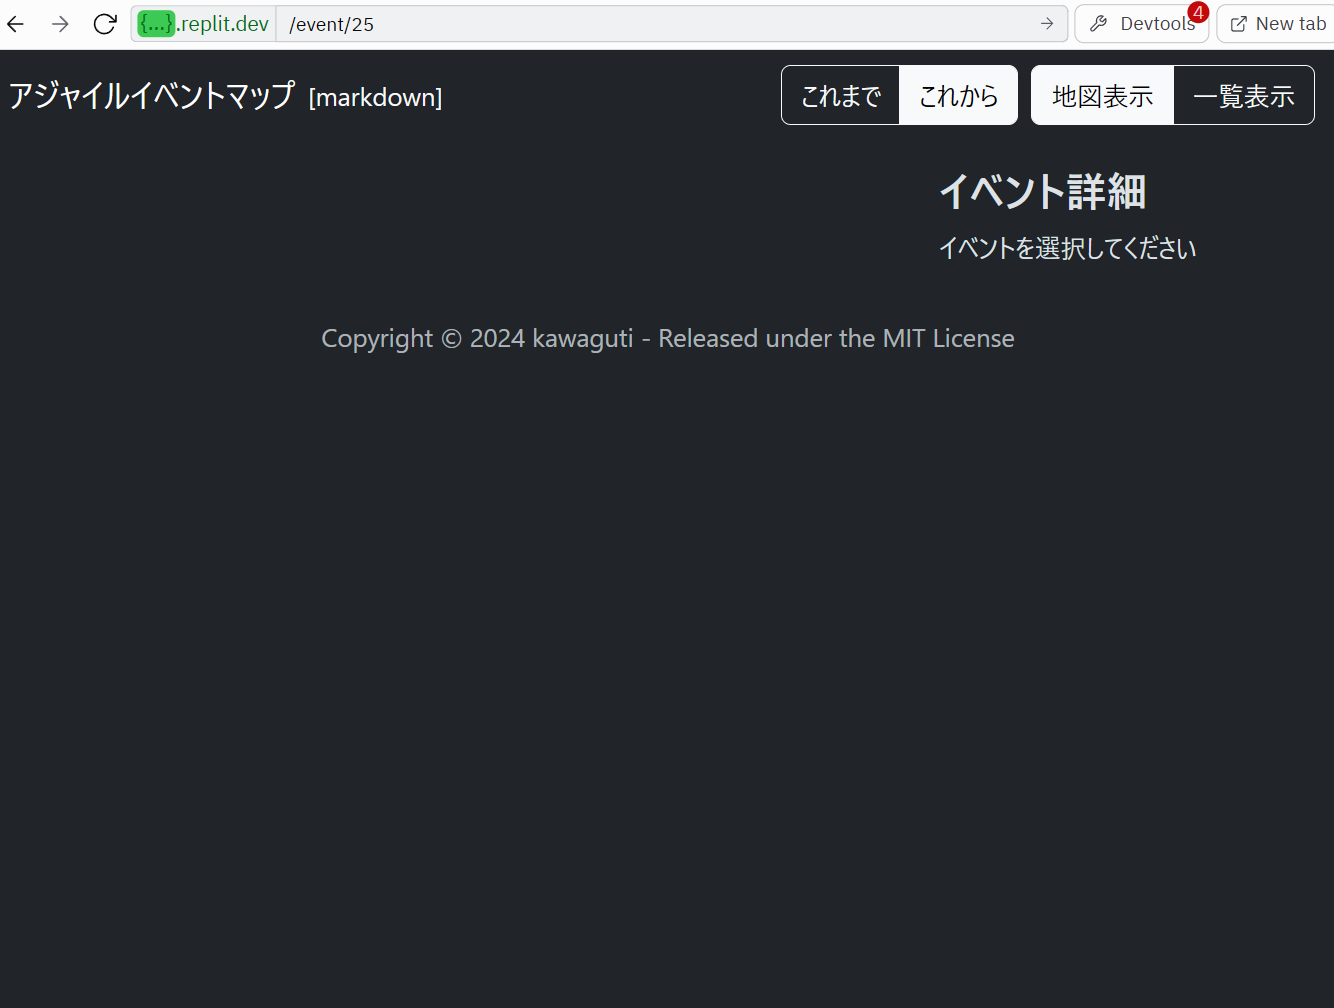 {...}.replit.dev /event/25 Devtools 4 New tab
アジャイルイベントマップ [markdown] これまで これから 地図表示 一覧表示
イベント詳細
イベントを選択してください
Copyright © 2024 kawaguti - Released under the MIT License